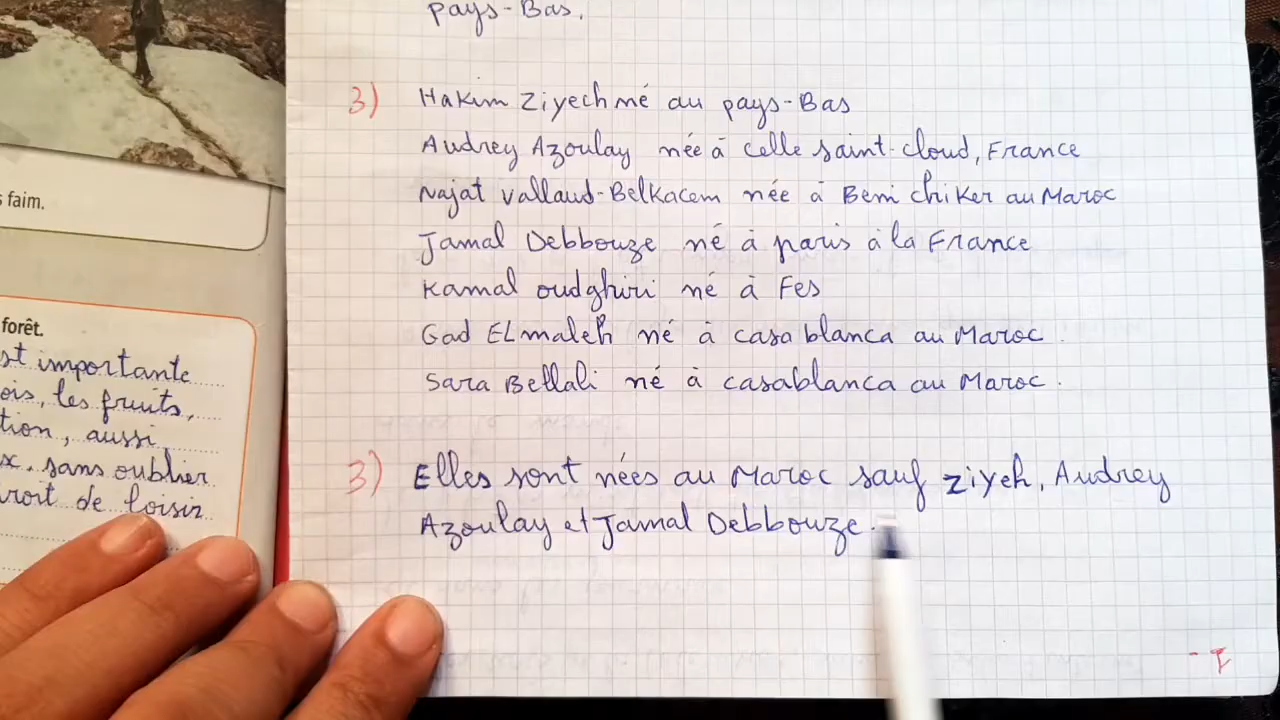 s faim.
forêt.
st importante
ois, les fruits,
tion, aussi
x. sans oublier
roit de loisir
pays-Bas.
3) Hakim Ziyech né au pays-Bas
Audrey Azoulay née à celle saint-cloud, France
Najat Vallaud-Belkacem née à Beni chiker au Maroc
Jamal Debbouze né à paris à la France
Kamal oudghiri né à Fes
Gad ELmaleh né à casablanca au Maroc.
Sara Bellali né à casablanca au Maroc.
3) Elles sont nées au Maroc sauf ziyeh, Audrey
Azoulay et Jamal Debbouze.